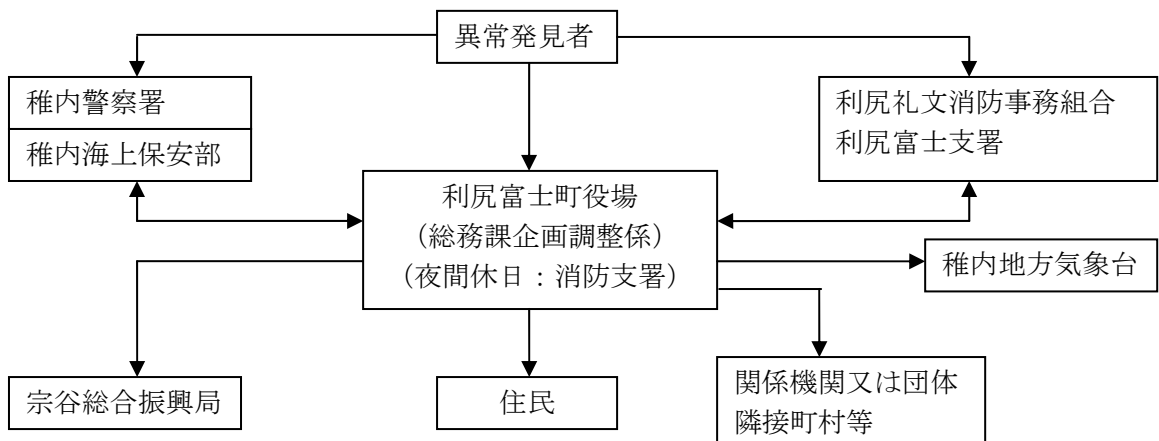 異常発見者
稚内警察署
稚内海上保安部
利尻礼文消防事務組合
利尻富士支署
利尻富士町役場
（総務課企画調整係）
（夜間休日：消防支署）
稚内地方気象台
宗谷総合振興局
住民
関係機関又は団体
隣接町村等